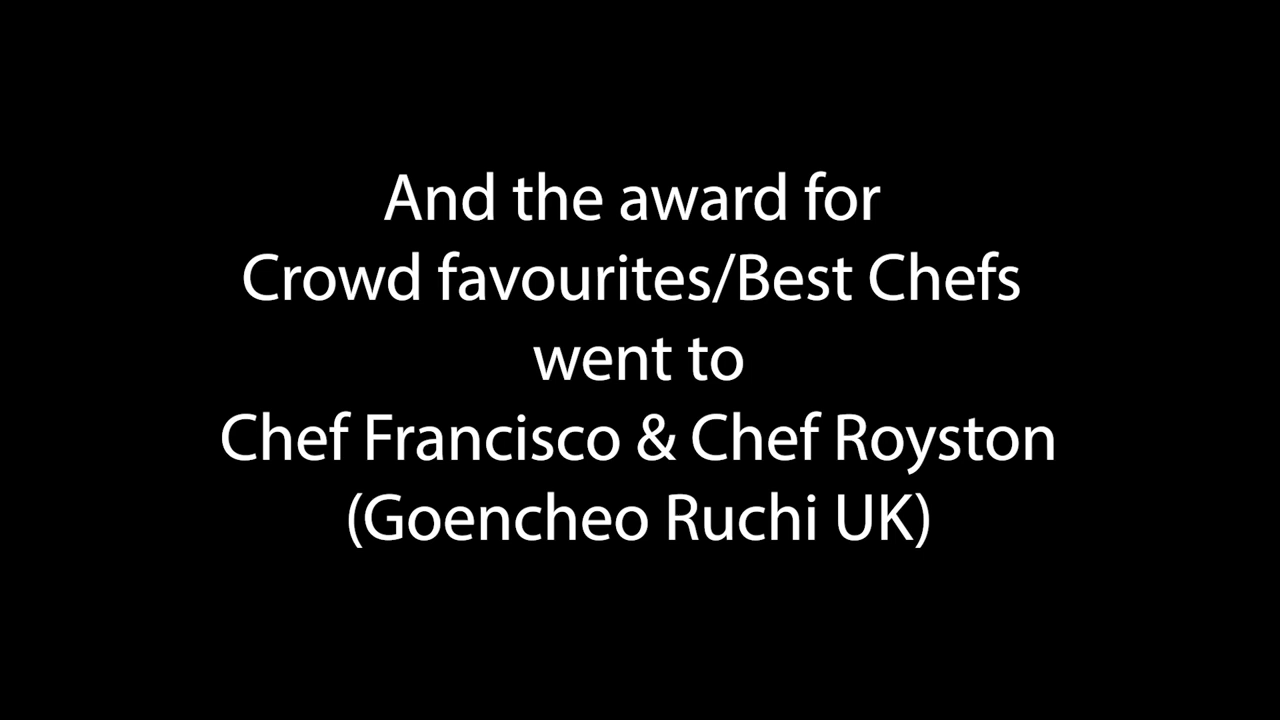 And the award for
Crowd favourites/Best Chefs
went to
Chef Francisco & Chef Royston
(Goencheo Ruchi UK)